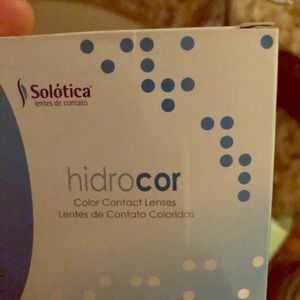 Solótica
lentes de contato
hidrocor
Color Contact Lenses
Lentes de Contato Coloridas